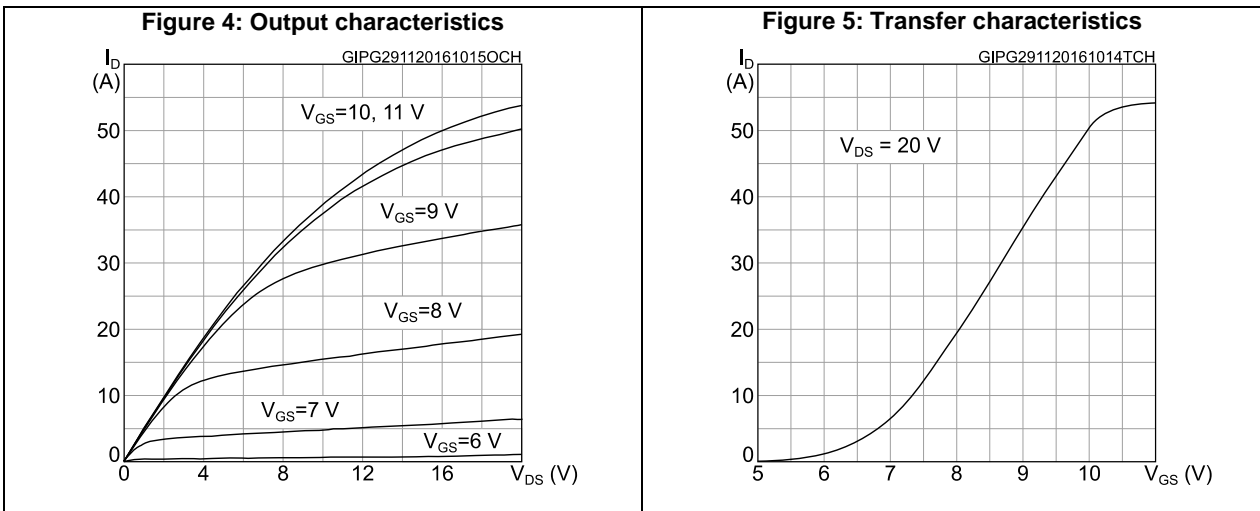 Figure 4: Output characteristics
GIPG291120161015OCH
I_D
(A)
V_GS=10, 11 V
50
40
V_GS=9 V
30
V_GS=8 V
20
10
V_GS=7 V
V_GS=6 V
0
0 4 8 12 16 V_DS (V)
Figure 5: Transfer characteristics
GIPG291120161014TCH
I_D
(A)
50
V_DS = 20 V
40
30
20
10
0
5 6 7 8 9 10 V_GS (V)